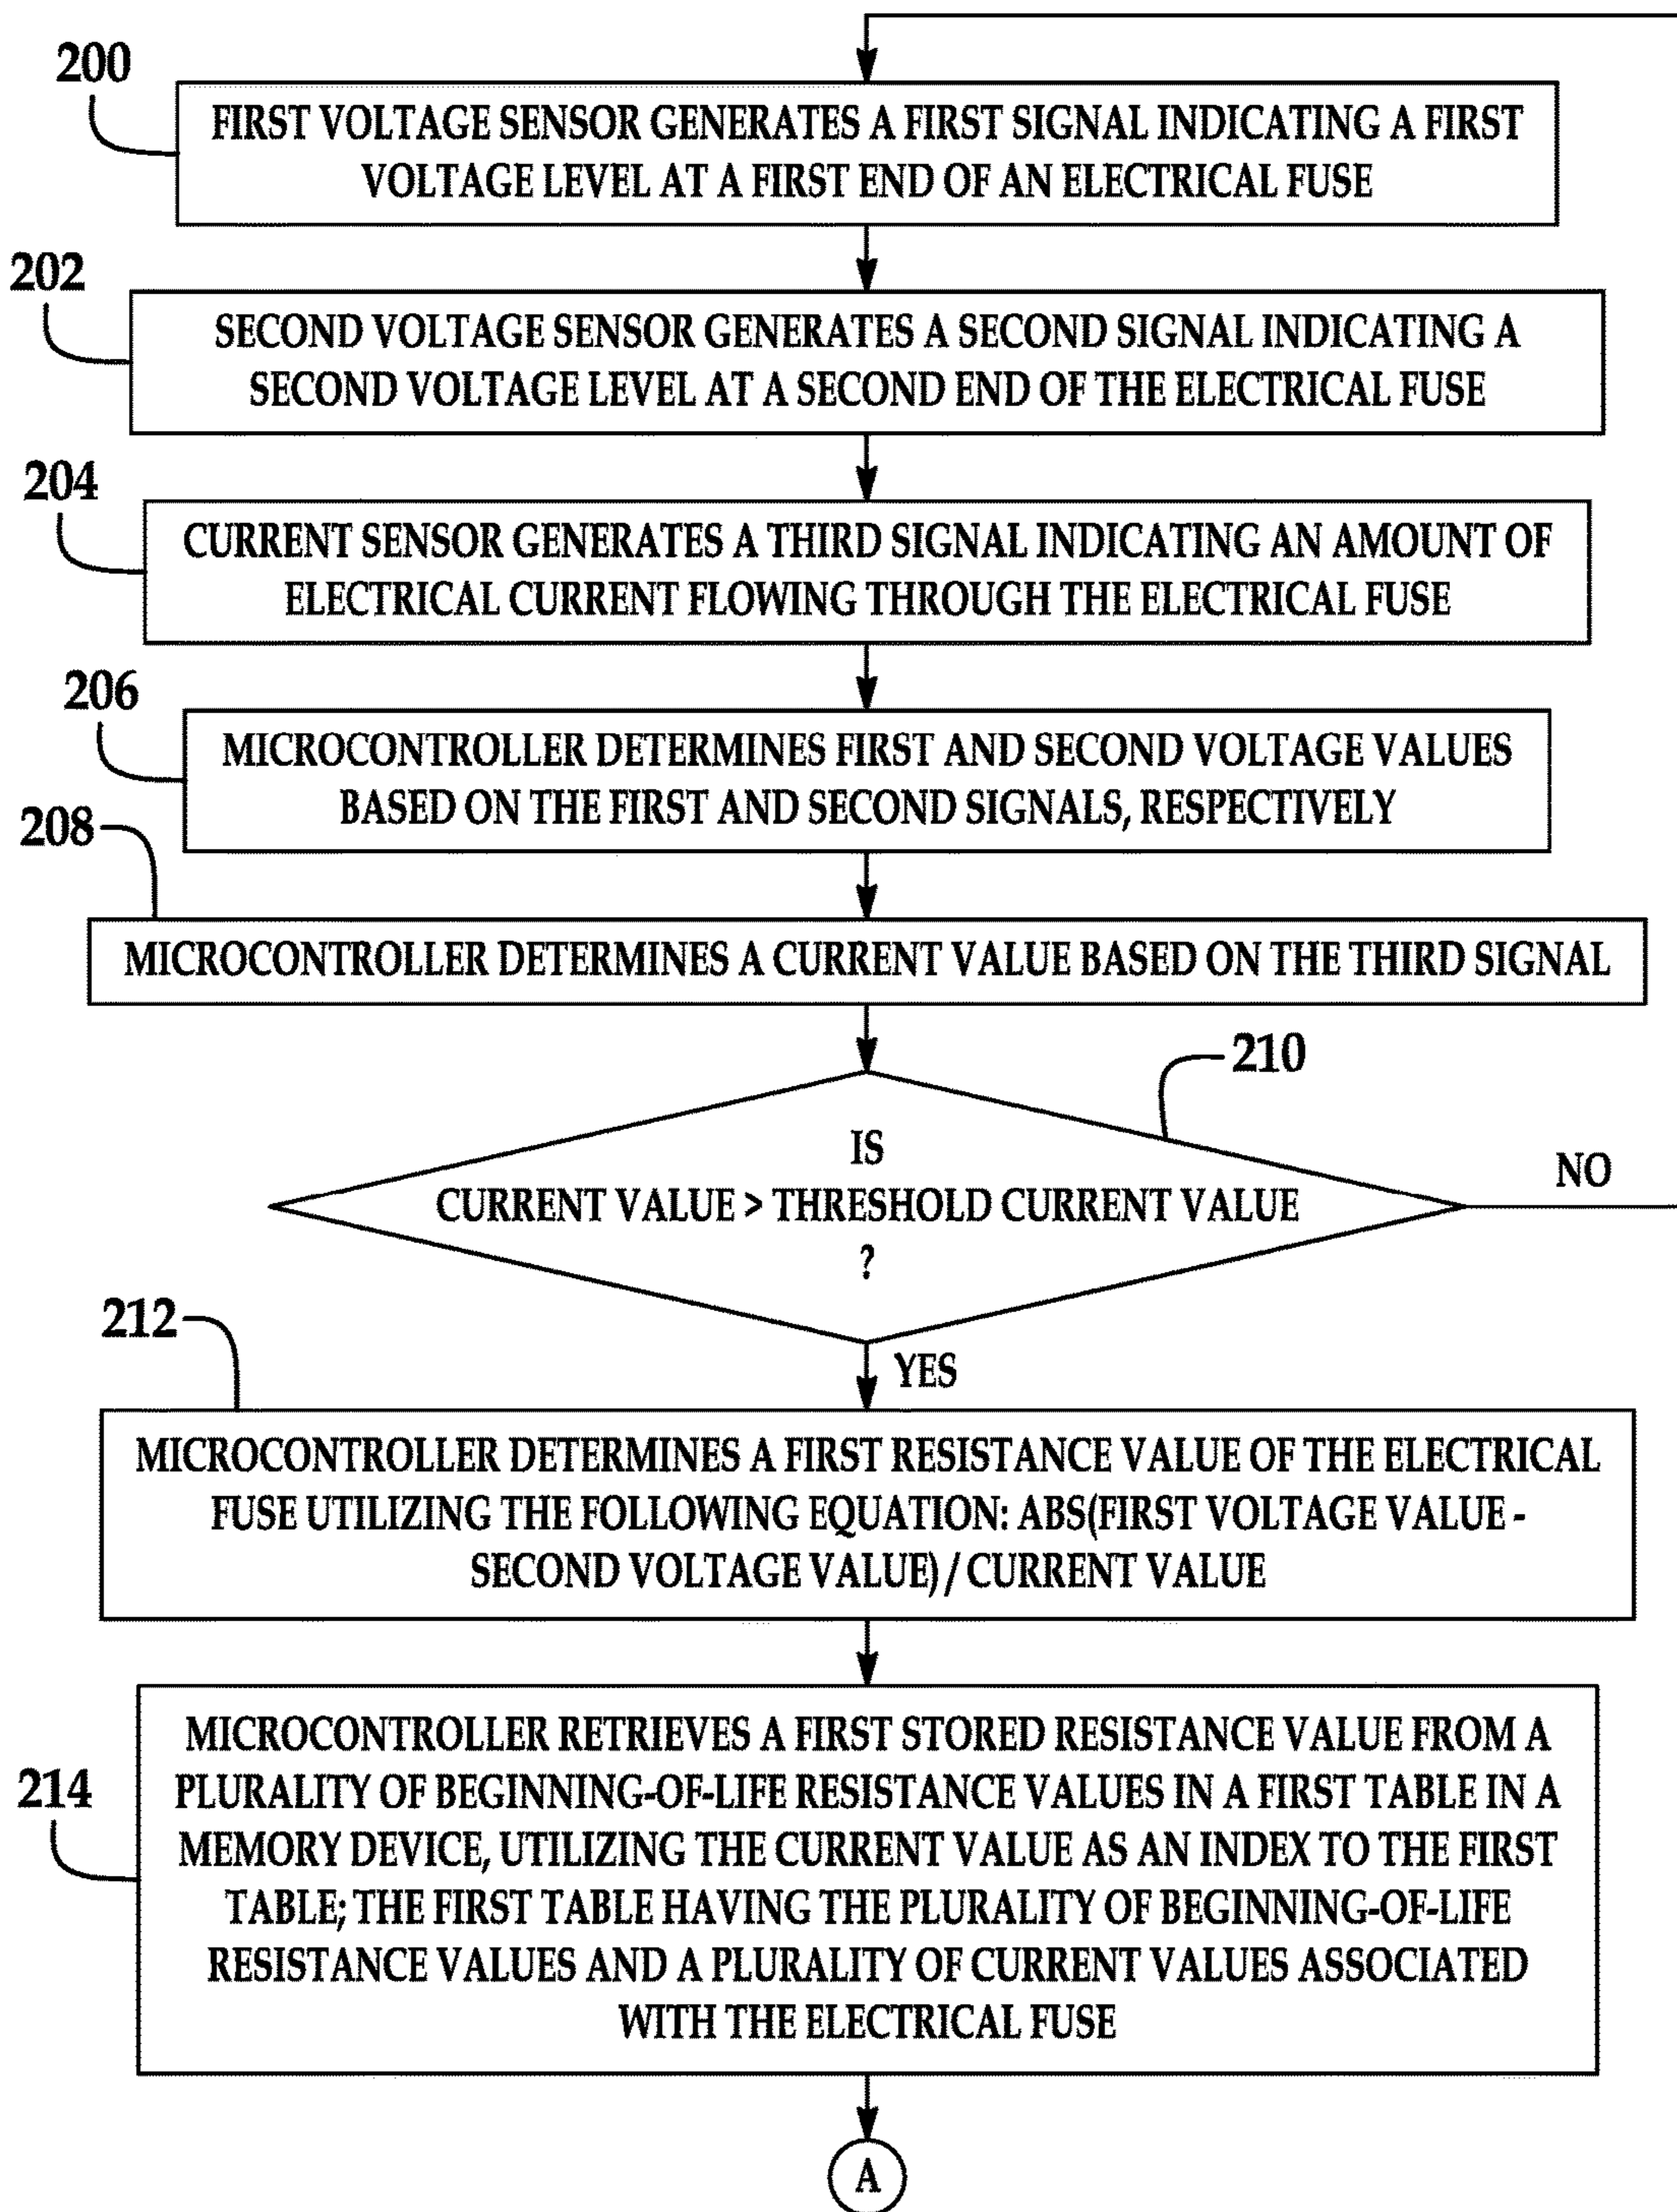 200
FIRST VOLTAGE SENSOR GENERATES A FIRST SIGNAL INDICATING A FIRST
VOLTAGE LEVEL AT A FIRST END OF AN ELECTRICAL FUSE
202
SECOND VOLTAGE SENSOR GENERATES A SECOND SIGNAL INDICATING A
SECOND VOLTAGE LEVEL AT A SECOND END OF THE ELECTRICAL FUSE
204
CURRENT SENSOR GENERATES A THIRD SIGNAL INDICATING AN AMOUNT OF
ELECTRICAL CURRENT FLOWING THROUGH THE ELECTRICAL FUSE
206
MICROCONTROLLER DETERMINES FIRST AND SECOND VOLTAGE VALUES
BASED ON THE FIRST AND SECOND SIGNALS, RESPECTIVELY
208
MICROCONTROLLER DETERMINES A CURRENT VALUE BASED ON THE THIRD SIGNAL
210
IS
CURRENT VALUE > THRESHOLD CURRENT VALUE
?
NO
YES
212
MICROCONTROLLER DETERMINES A FIRST RESISTANCE VALUE OF THE ELECTRICAL
FUSE UTILIZING THE FOLLOWING EQUATION: ABS(FIRST VOLTAGE VALUE -
SECOND VOLTAGE VALUE) / CURRENT VALUE
214
MICROCONTROLLER RETRIEVES A FIRST STORED RESISTANCE VALUE FROM A
PLURALITY OF BEGINNING-OF-LIFE RESISTANCE VALUES IN A FIRST TABLE IN A
MEMORY DEVICE, UTILIZING THE CURRENT VALUE AS AN INDEX TO THE FIRST
TABLE; THE FIRST TABLE HAVING THE PLURALITY OF BEGINNING-OF-LIFE
RESISTANCE VALUES AND A PLURALITY OF CURRENT VALUES ASSOCIATED
WITH THE ELECTRICAL FUSE
A